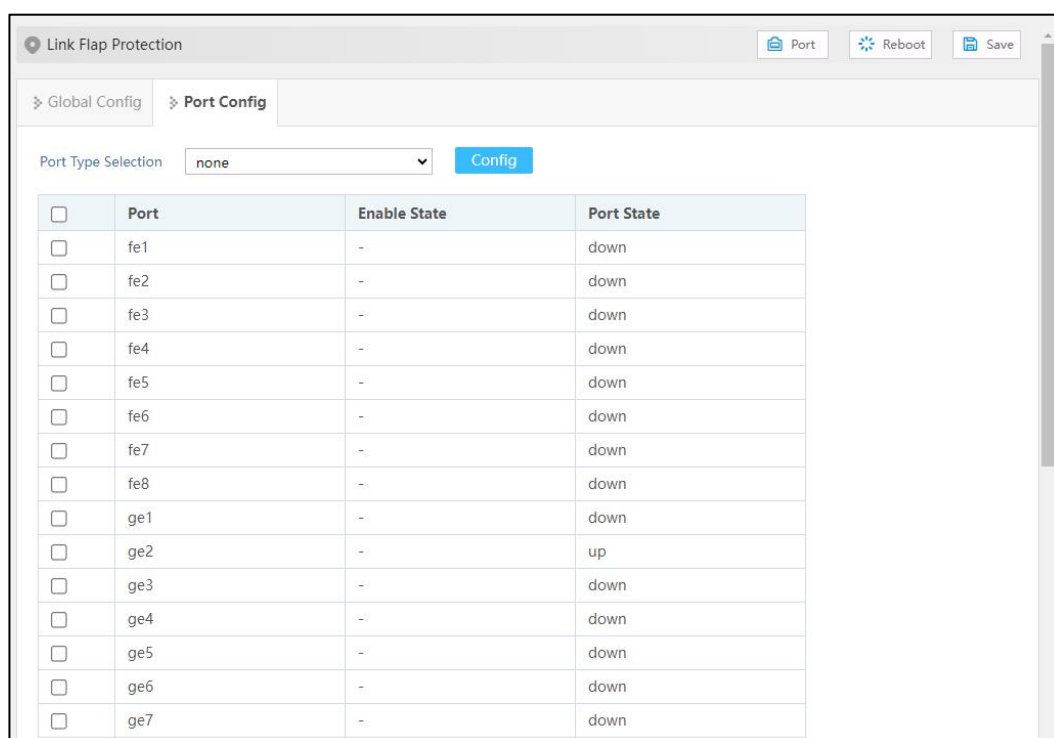 Link Flap Protection Port Reboot Save
Global Config Port Config
Port Type Selection none Config
Port Enable State Port State
fe1 - down
fe2 - down
fe3 - down
fe4 - down
fe5 - down
fe6 - down
fe7 - down
fe8 - down
ge1 - down
ge2 - up
ge3 - down
ge4 - down
ge5 - down
ge6 - down
ge7 - down